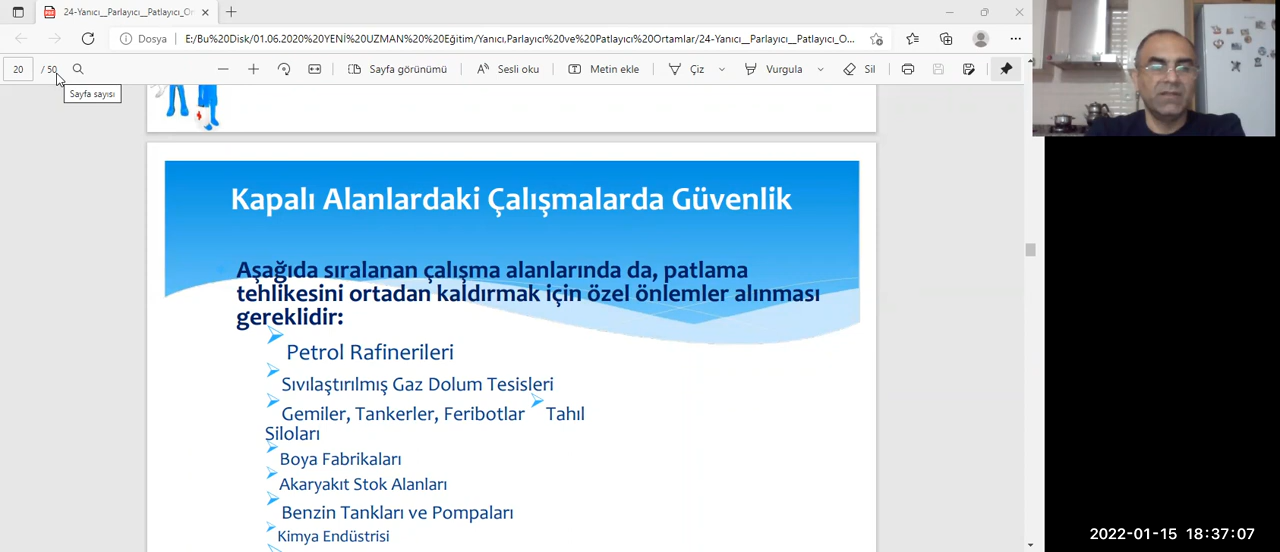 24-Yanıcı__Parlayıcı__Patlayıcı_Or
Dosya
E:/Bu%20Disk/01.06.2020%20YENİ%20UZMAN%20%20Eğitim/Yanıcı.Parlayıcı%20ve%20Patlayıcı%20Ortamlar/24-Yanıcı__Parlayıcı__Patlayıcı_O...
20 / 50
Sayfa görünümü
Sesli oku
Metin ekle
Çiz
Vurgula
Sil
Sayfa sayısı
Kapalı Alanlardaki Çalışmalarda Güvenlik
Aşağıda sıralanan çalışma alanlarında da, patlama
tehlikesini ortadan kaldırmak için özel önlemler alınması
gereklidir:
Petrol Rafinerileri
Sıvılaştırılmış Gaz Dolum Tesisleri
Gemiler, Tankerler, Feribotlar Tahıl
Siloları
Boya Fabrikaları
Akaryakıt Stok Alanları
Benzin Tankları ve Pompaları
Kimya Endüstrisi
2022-01-15 18:37:07